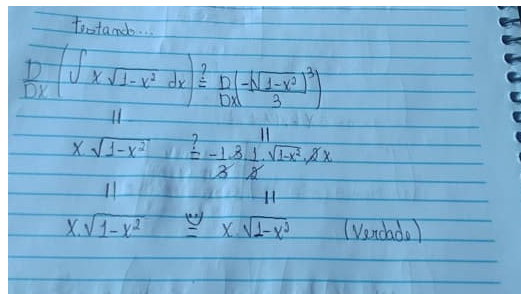 testando...
D/Dx (∫ x √1-x² dx) ?= D/Dx (-(√1-x²)³/3)
|| ||
x.√1-x² ?= -1/3.3.1/2.√1-x².2x
|| ||
x.√1-x² = x.√1-x³ (Verdade)